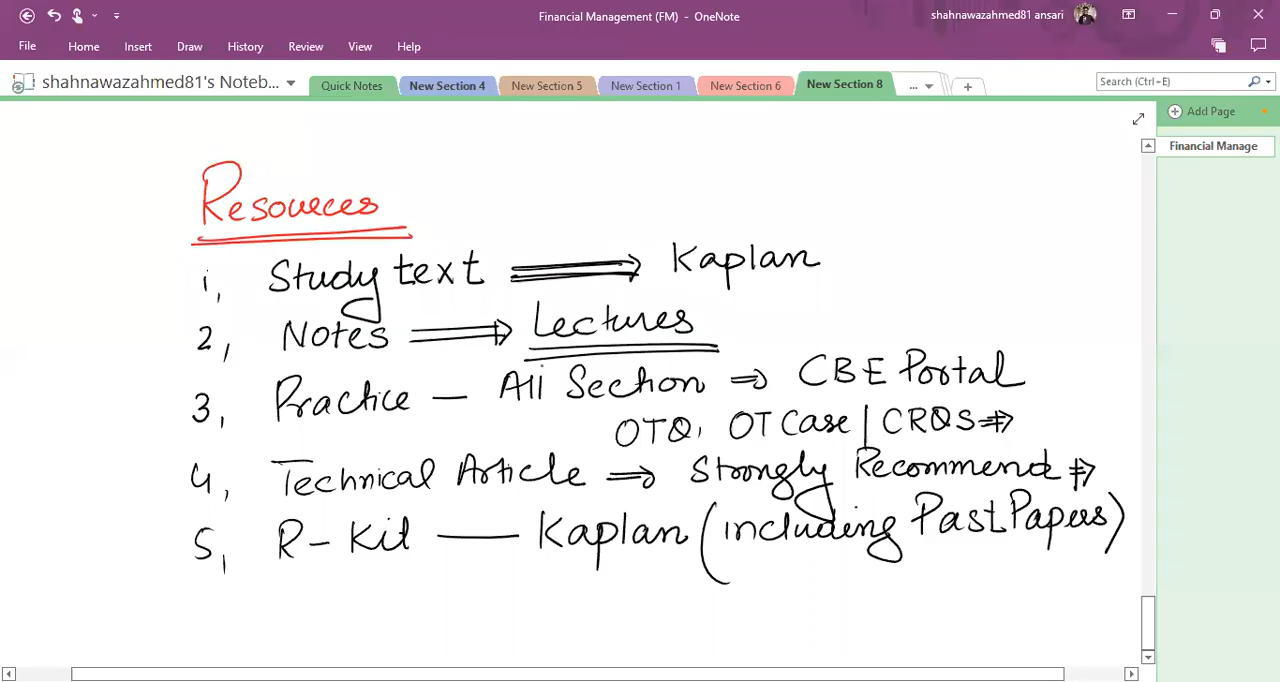 Financial Management (FM) - OneNote
shahnawazahmed81 ansari
File Home Insert Draw History Review View Help
shahnawazahmed81's Noteb...
Quick Notes New Section 4 New Section 5 New Section 1 New Section 6 New Section 8 ... +
Search (Ctrl+E)
Add Page
Financial Manage
Resources
1, Study text ⟹ Kaplan
2, Notes ⟹ Lectures
3, Practice — All Section ⇒ CBE Portal
OTQ, OT Case | CRQS ⇒
4, Technical Article ⇒ Strongly Recommend ⇒
5, R-Kit — Kaplan (including Past Papers)